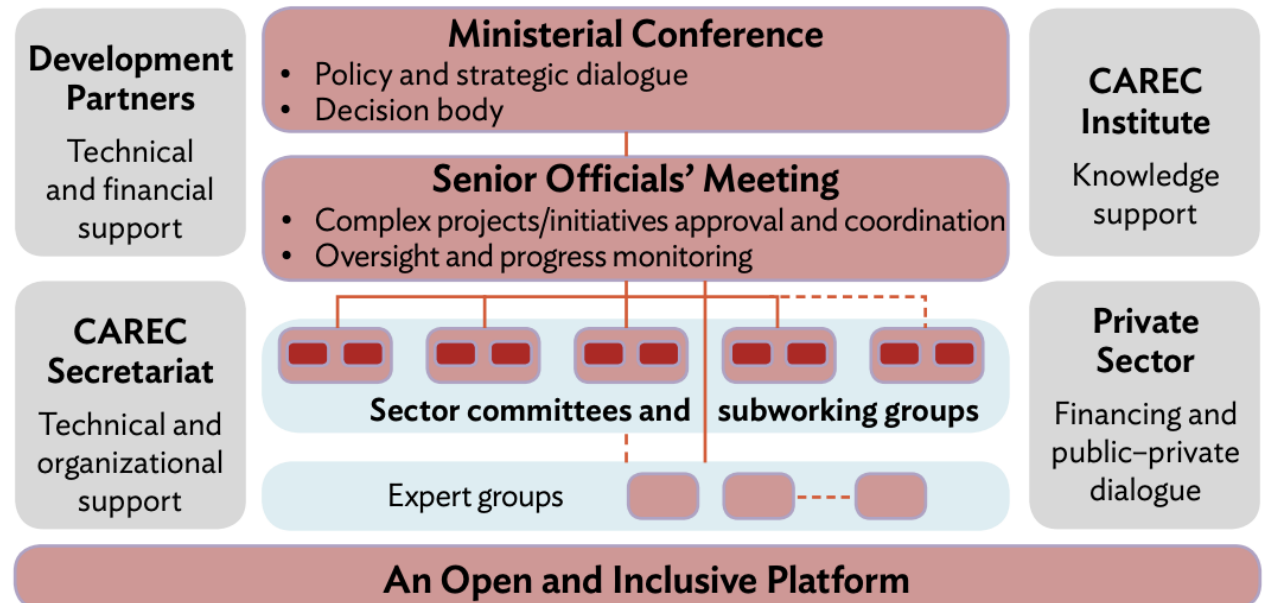 Development
Partners
Technical
and financial
support
CAREC
Secretariat
Technical and
organizational
support
Ministerial Conference
• Policy and strategic dialogue
• Decision body
Senior Officials’ Meeting
• Complex projects/initiatives approval and coordination
• Oversight and progress monitoring
Sector committees and subworking groups
Expert groups
CAREC
Institute
Knowledge
support
Private
Sector
Financing and
public–private
dialogue
An Open and Inclusive Platform